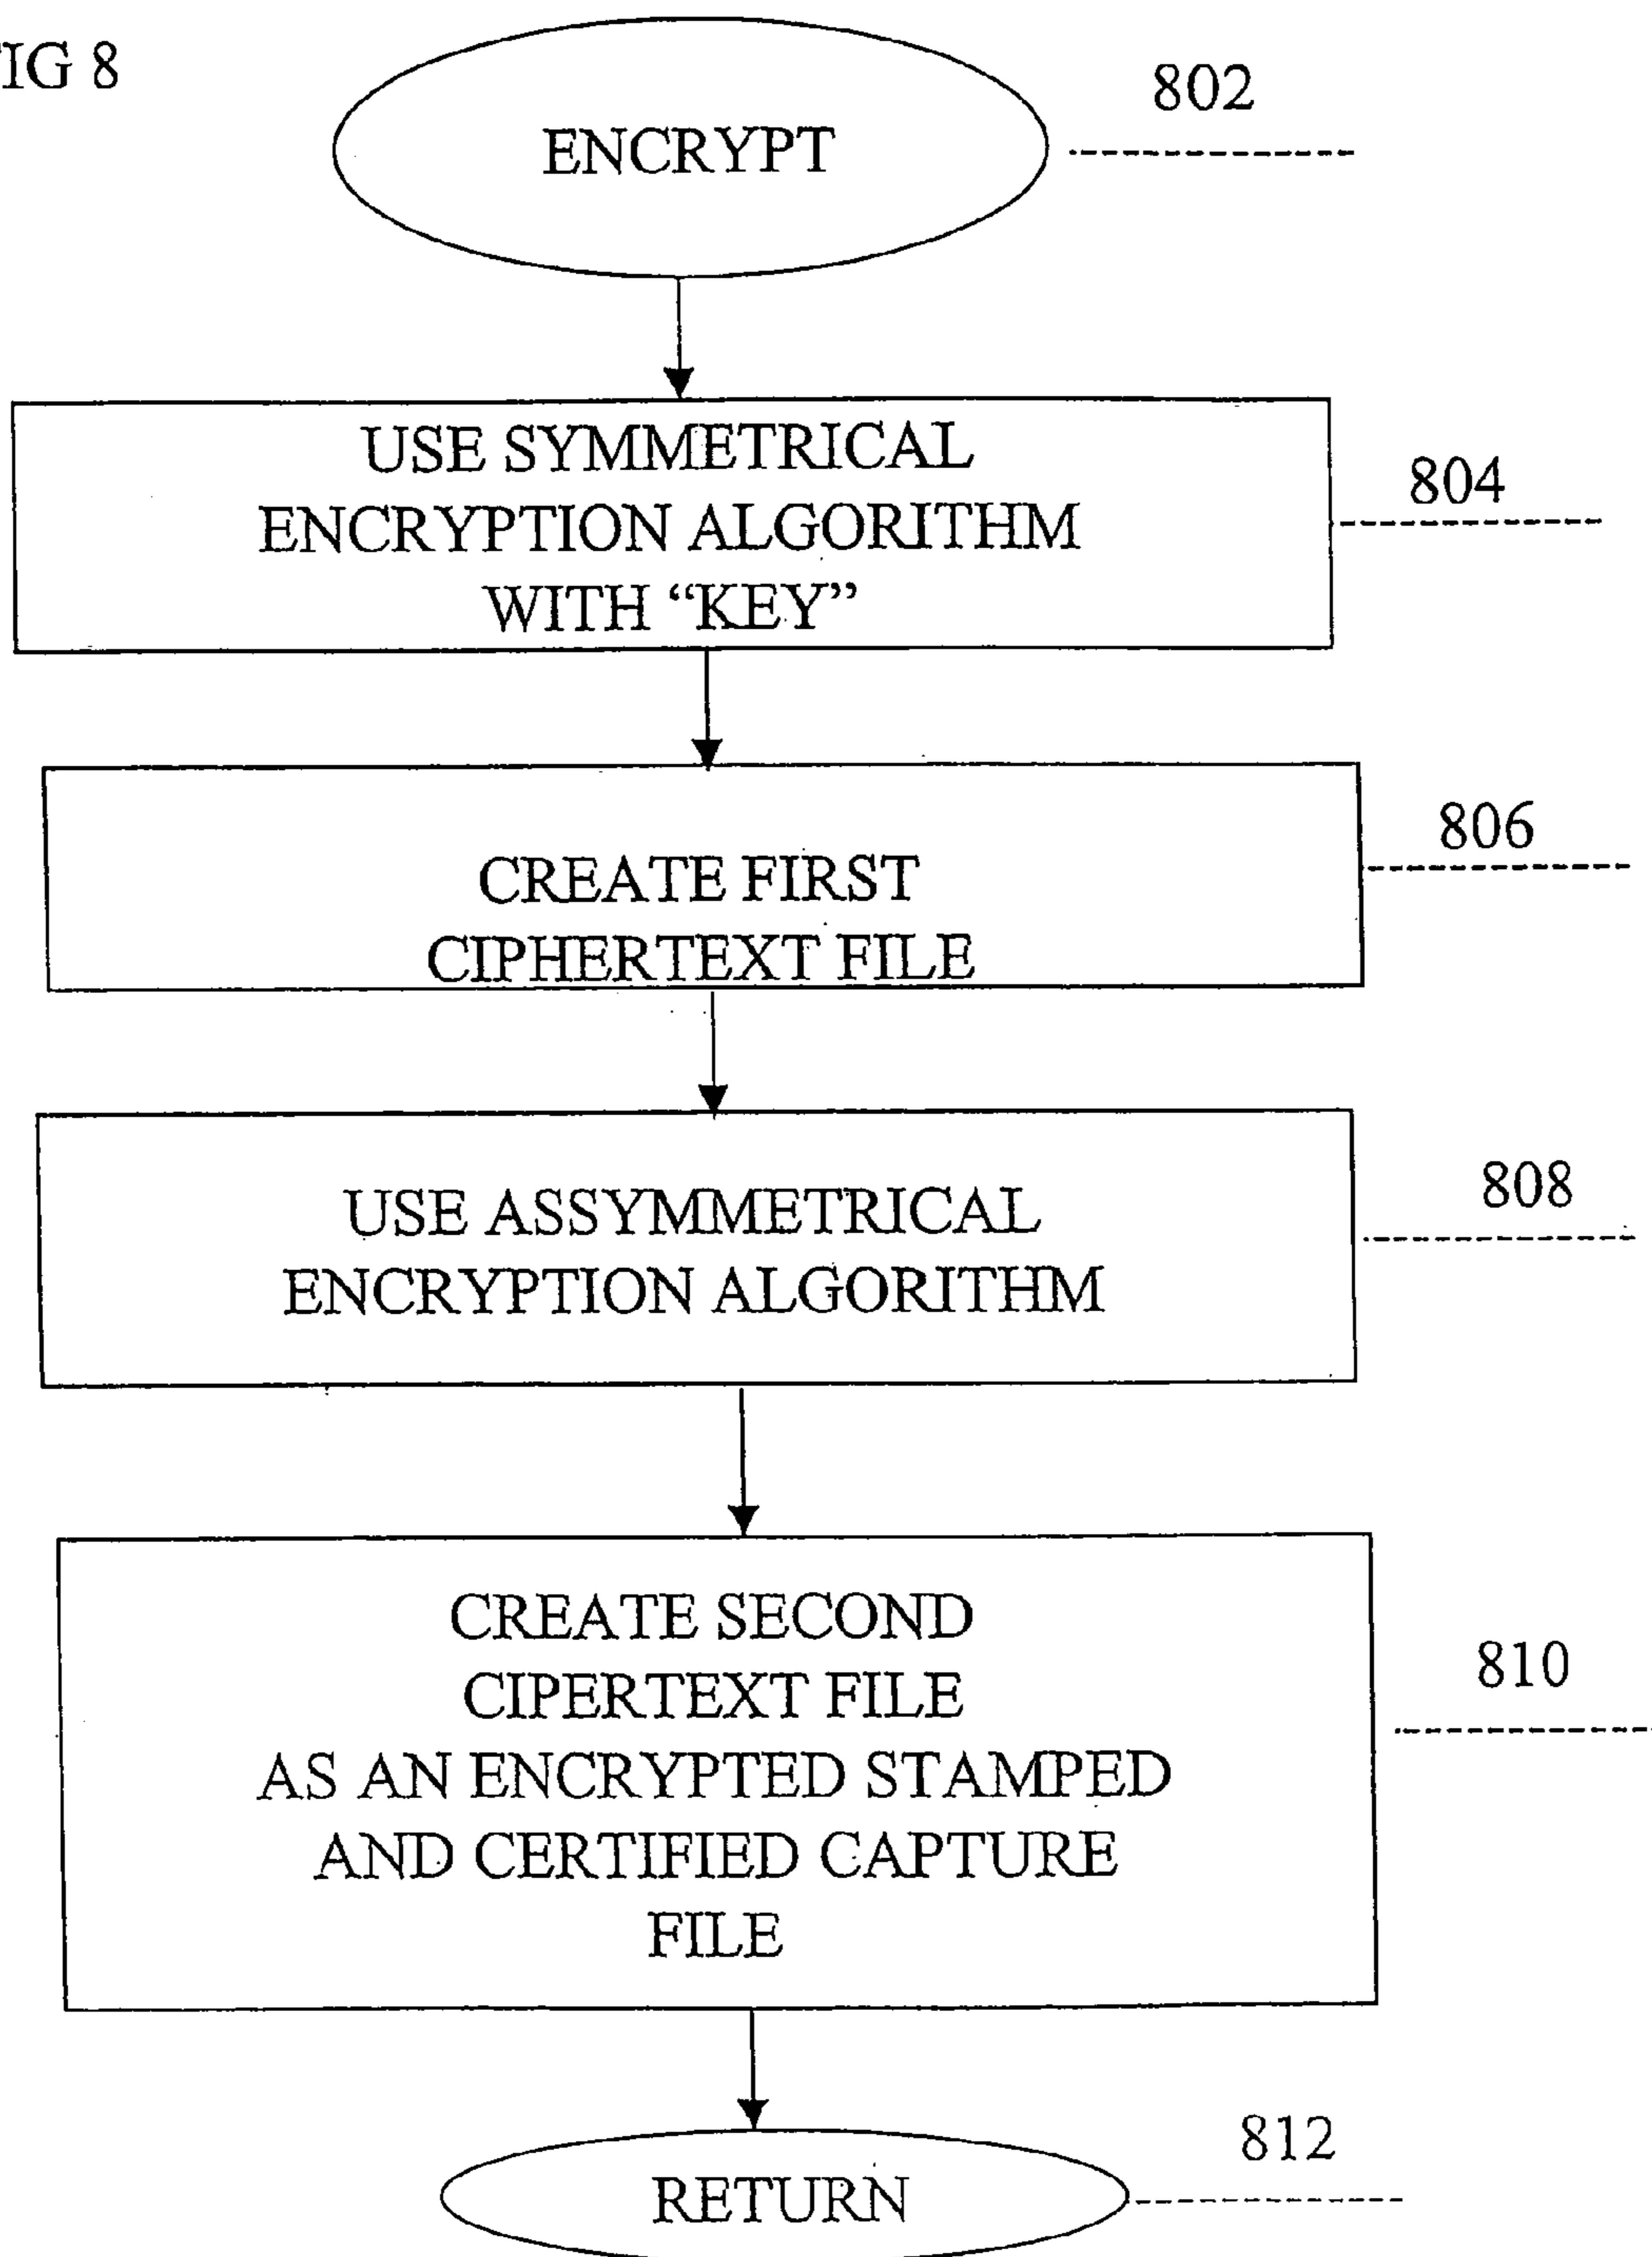 IG 8
802
ENCRYPT
USE SYMMETRICAL
ENCRYPTION ALGORITHM
WITH “KEY”
804
CREATE FIRST
CIPHERTEXT FILE
806
USE ASSYMMETRICAL
ENCRYPTION ALGORITHM
808
CREATE SECOND
CIPERTEXT FILE
AS AN ENCRYPTED STAMPED
AND CERTIFIED CAPTURE
FILE
810
RETURN
812